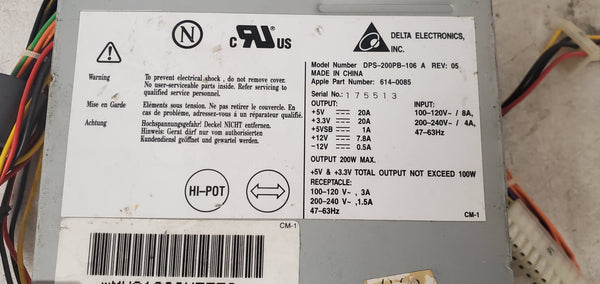 N
c UR US
DELTA ELECTRONICS,
INC.
Model Number DPS-200PB-106 A REV: 05
MADE IN CHINA
Apple Part Number: 614-0085
Serial No.: 175513
Warning
To prevent electrical shock , do not remove cover.
No user-serviceable parts inside. Refer servicing to
qualified service personnel.
Mise en Garde
Eléments sous tension. Ne pas retirer le couvercle. En
cas de problème, adressez-vous à un réparateur qualifié.
Achtung
Hochspannungsgefahr! Deckel NICHT entfernen.
Hinweis: Gerät darf nur vom authorisierten
Kundendienst geöffnet und gewartet werden.
OUTPUT:
+5V 20A
+3.3V 20A
+5VSB 1A
+12V 7.8A
-12V 0.5A
INPUT:
100-120V~/ 8A,
200-240V~/ 4A,
47-63Hz
OUTPUT 200W MAX.
+5V & +3.3V TOTAL OUTPUT NOT EXCEED 100W
RECEPTACLE:
100-120 V~, 3A
200-240 V~, 1.5A
47-63Hz
HI-POT
CM-1
CM-1